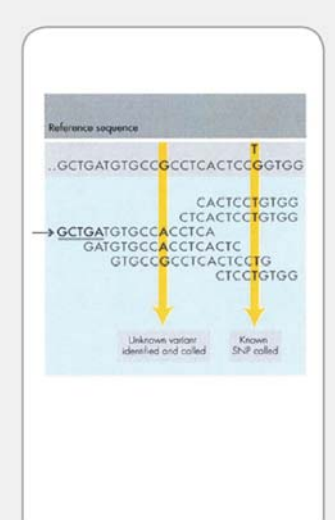 Reference sequence
T
..GCTGATGTGCCGCCTCACTCCGGTGG
CACTCCTGTGG
CTCACTCCTGTGG
→GCTGATGTGCCACCTCA
GATGTGCCACCTCACTC
GTGCCGCCTCACTCCTG
CTCCTGTGG
Unknown variant
identified and called
Known
SNP called